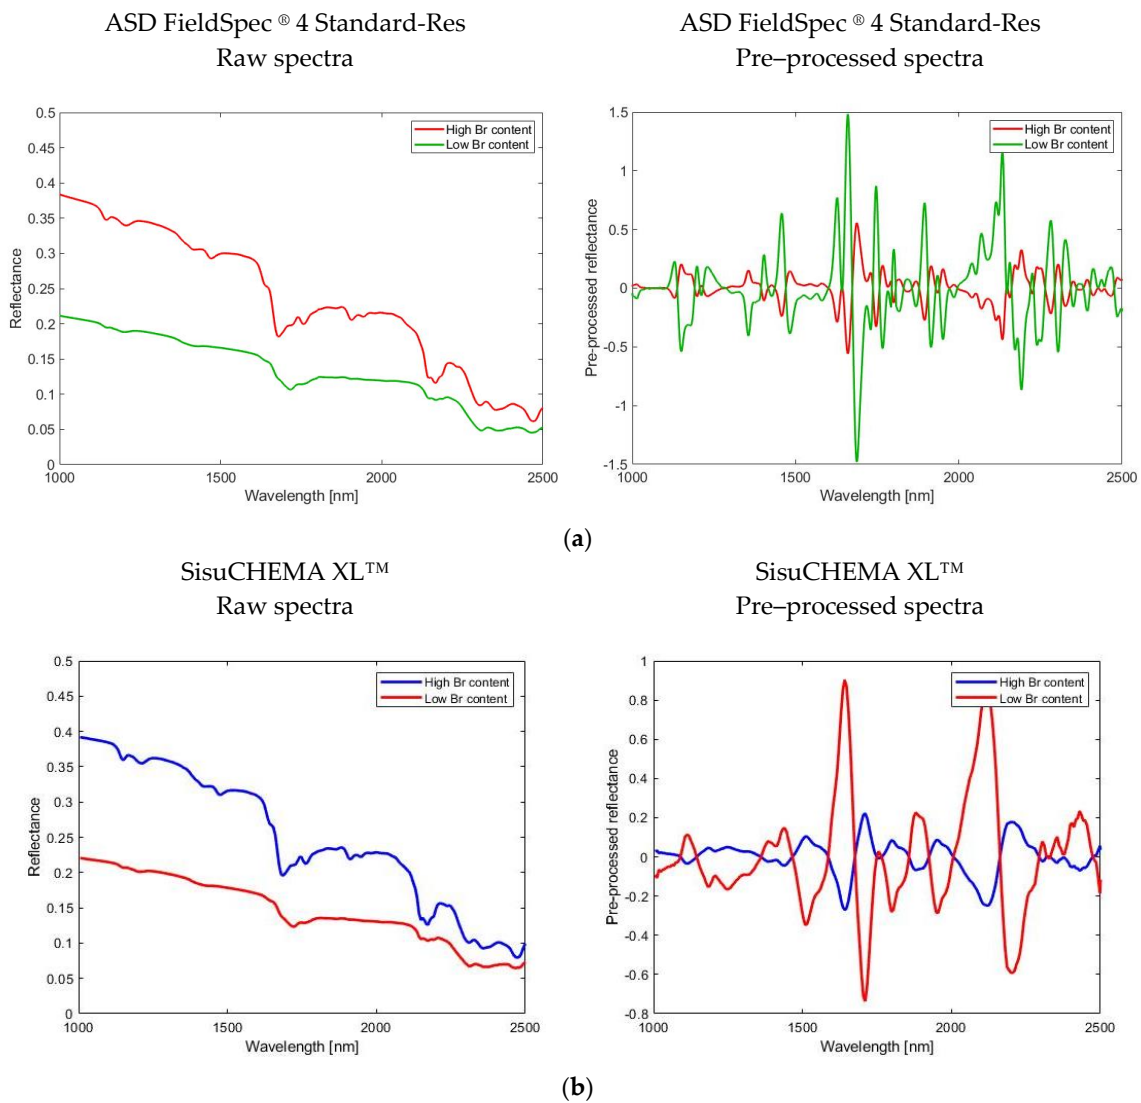 ASD FieldSpec ® 4 Standard-Res
Raw spectra
ASD FieldSpec ® 4 Standard-Res
Pre–processed spectra
0.5
0.45
0.4
0.35
0.3
0.25
0.2
0.15
0.1
0.05
0
Reflectance
High Br content
Low Br content
1000
1500
2000
2500
Wavelength [nm]
1.5
1
0.5
0
-0.5
-1
-1.5
Pre-processed reflectance
High Br content
Low Br content
1000
1500
2000
2500
Wavelength [nm]
(a)
SisuCHEMA XL™
Raw spectra
SisuCHEMA XL™
Pre–processed spectra
0.5
0.45
0.4
0.35
0.3
0.25
0.2
0.15
0.1
0.05
0
Reflectance
High Br content
Low Br content
1000
1500
2000
2500
Wavelength [nm]
1
0.8
0.6
0.4
0.2
0
-0.2
-0.4
-0.6
-0.8
Pre-processed reflectance
High Br content
Low Br content
1000
1500
2000
2500
Wavelength [nm]
(b)